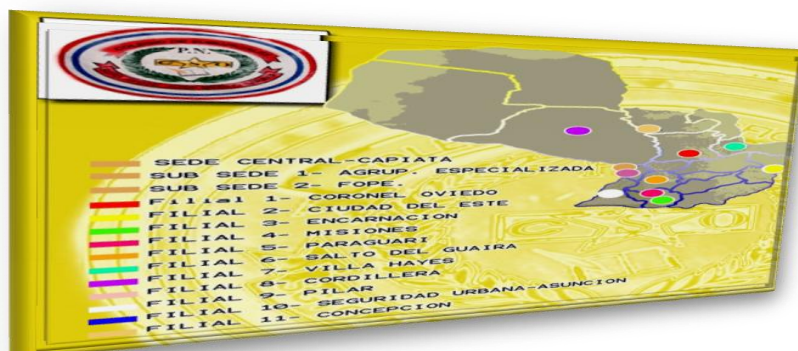 P.N.
SEDE CENTRAL-CAPIATA
SUB SEDE 1- AGRUP. ESPECIALIZADA
SUB SEDE 2- FOPE.
Filial 1- CORONEL OVIEDO
FILIAL 2- CIUDAD DEL ESTE
FILIAL 3- ENCARNACION
FILIAL 4- MISIONES
FILIAL 5- PARAGUARI
FILIAL 6- SALTO DEL GUAIRA
FILIAL 7- VILLA HAYES
FILIAL 8- CORDILLERA
FILIAL 9- PILAR
FILIAL 10- SEGURIDAD URBANA-ASUNCION
FILIAL 11- CONCEPCION